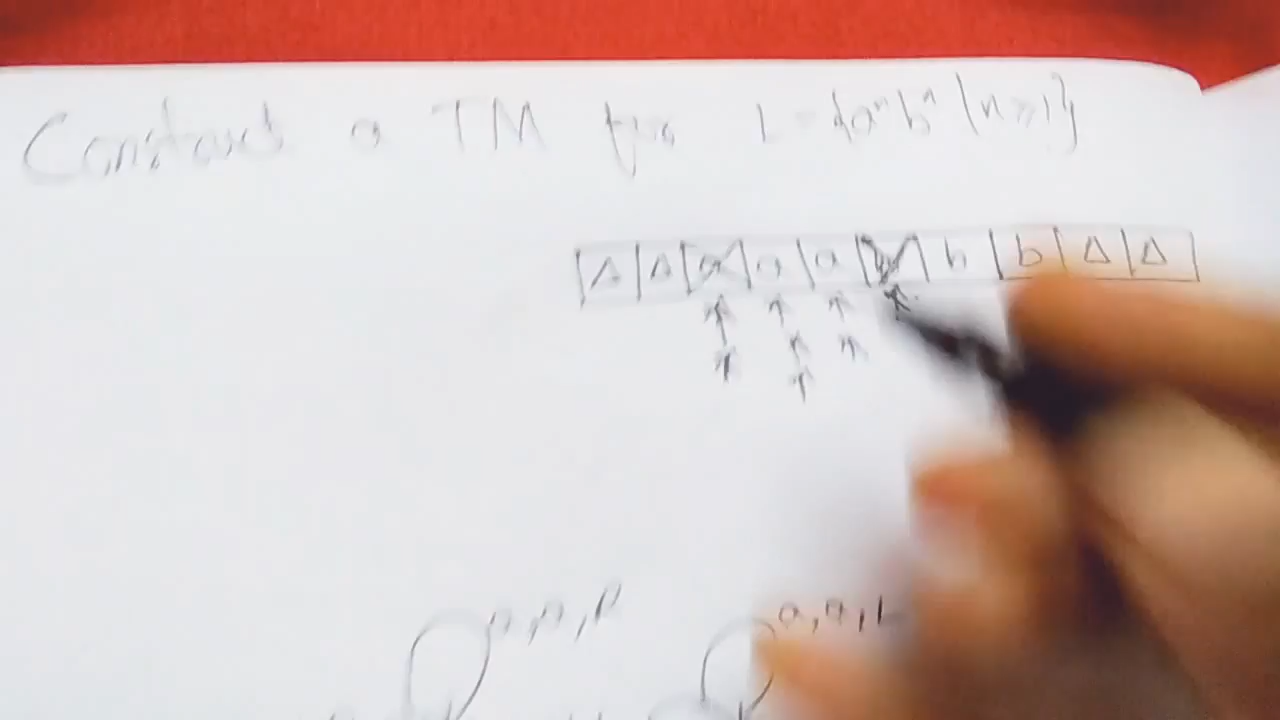 Construct a TM for L = {aⁿbⁿ | n ≥ 1}
Δ Δ a a a b b b Δ Δ
a, a, R a, a, L